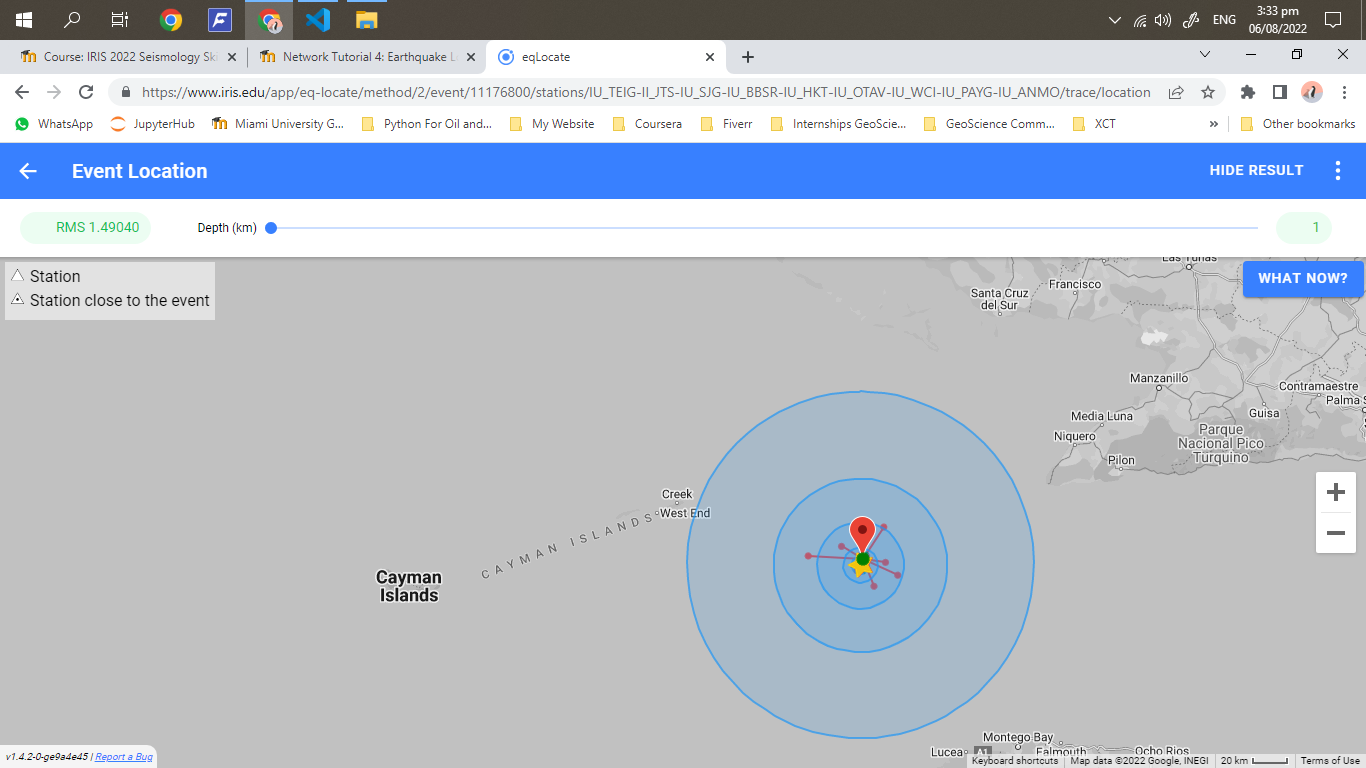 ENG
3:33 pm
06/08/2022
Course: IRIS 2022 Seismology Ski
Network Tutorial 4: Earthquake L
eqLocate
https://www.iris.edu/app/eq-locate/method/2/event/11176800/stations/IU_TEIG-II_JTS-IU_SJG-IU_BBSR-IU_HKT-IU_OTAV-IU_WCI-IU_PAYG-IU_ANMO/trace/location
WhatsApp
JupyterHub
Miami University G...
Python For Oil and...
My Website
Coursera
Fiverr
Internships GeoScie...
GeoScience Comm...
XCT
»
Other bookmarks
Event Location
HIDE RESULT
RMS 1.49040
Depth (km)
1
Station
Station close to the event
WHAT NOW?
Las Tunas
Francisco
Santa Cruz
del Sur
Manzanillo
Contramaestre
Palma S
Guisa
Media Luna
Niquero
Parque
Nacional Pico
Turquino
Pilon
Creek
West End
CAYMAN ISLANDS
Cayman
Islands
Montego Bay
Lucea
A1
Falmouth
Ocho Rios
v1.4.2-0-ge9a4e45 | Report a Bug
Keyboard shortcuts
Map data ©2022 Google, INEGI
20 km
Terms of Use